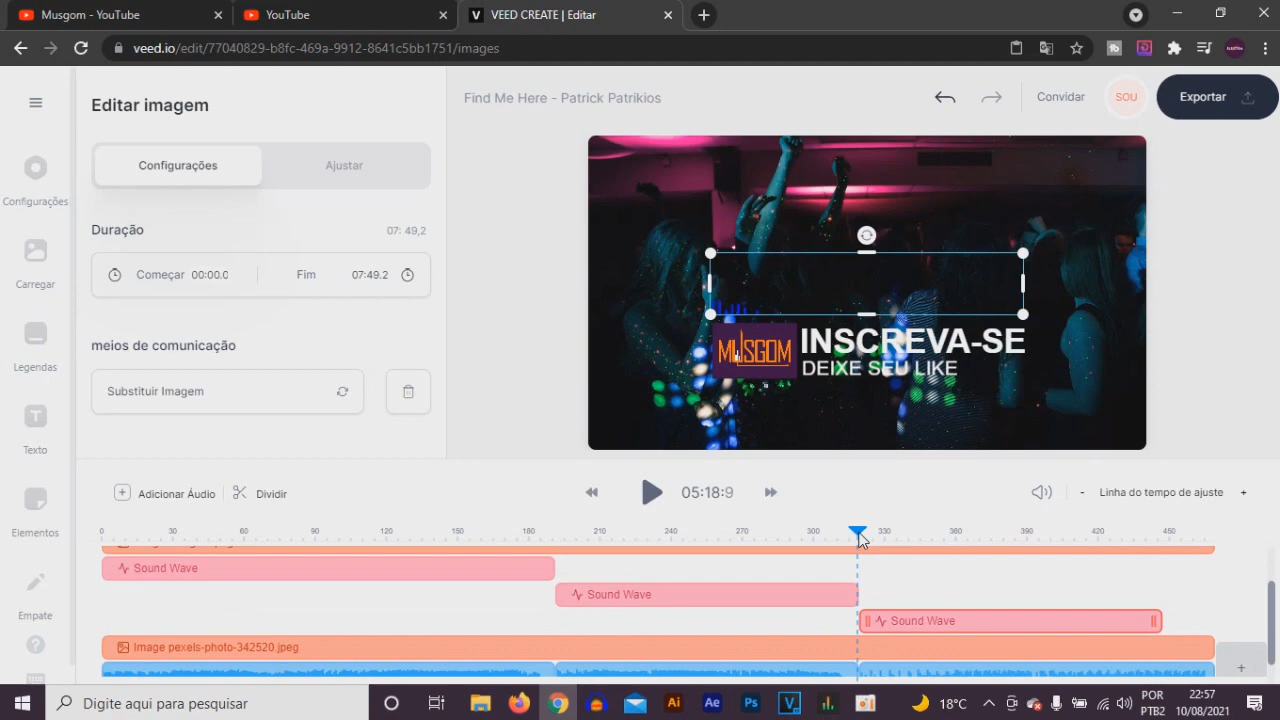 Musgom - YouTube
YouTube
VEED CREATE | Editar
veed.io/edit/77040829-b8fc-469a-9912-8641c5bb1751/images
Editar imagem
Find Me Here - Patrick Patrikios
Convidar
SOU
Exportar
Configurações
Ajustar
Configurações
Duração
07: 49,2
Começar
00:00.0
Fim
07:49.2
Carregar
meios de comunicação
Substituir Imagem
Legendas
MUSGOM
INSCREVA-SE
DEIXE SEU LIKE
Texto
Adicionar Áudio
Dividir
05:18:9
- Linha do tempo de ajuste +
Elementos
0 30 60 90 120 150 180 210 240 270 300 330 360 390 420 450
Sound Wave
Sound Wave
Sound Wave
Empate
Image pexels-photo-342520.jpeg
Digite aqui para pesquisar
Ai
Ae
Ps
V
18°C
POR
PTB2
22:57
10/08/2021